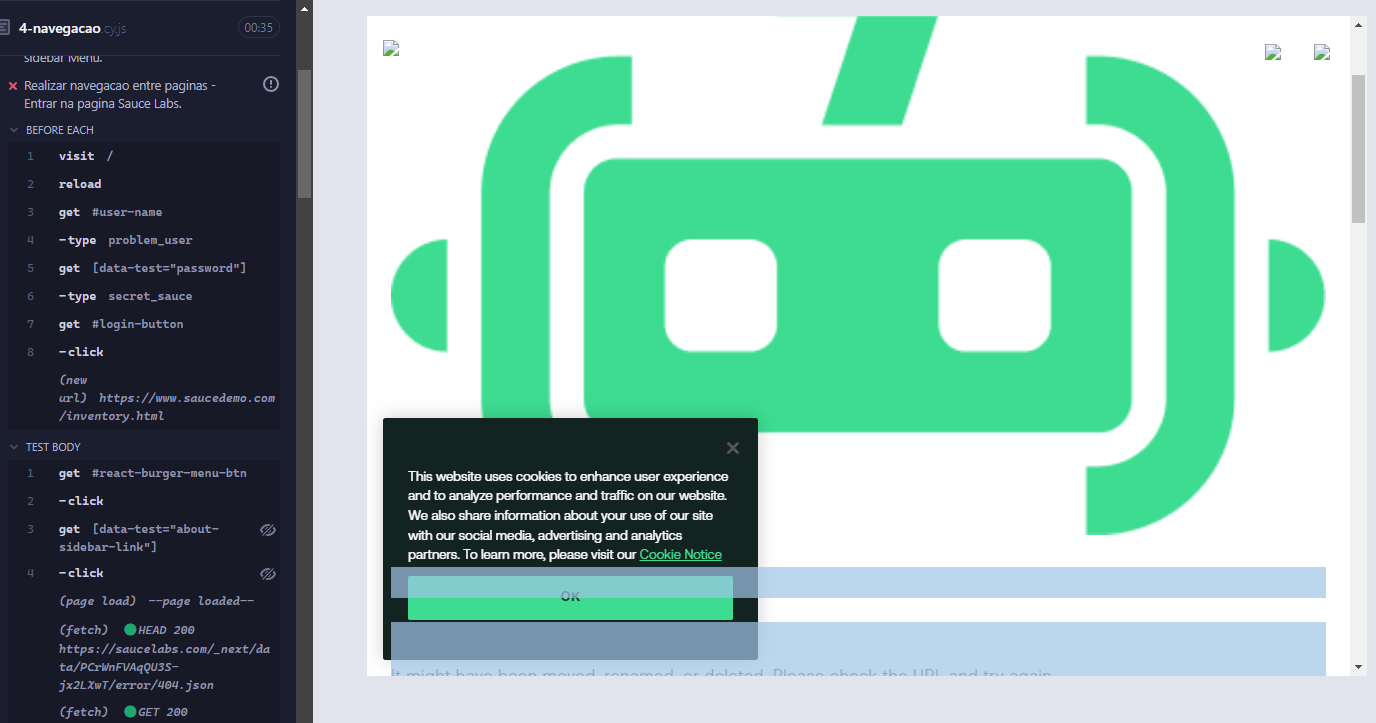 4-navegacao.cy.js 00:35
sidebar Menu.
Realizar navegacao entre paginas -
Entrar na pagina Sauce Labs.
BEFORE EACH
1 visit /
2 reload
3 get #user-name
4 -type problem_user
5 get [data-test="password"]
6 -type secret_sauce
7 get #login-button
8 -click
(new
url) https://www.saucedemo.com
/inventory.html
TEST BODY
1 get #react-burger-menu-btn
2 -click
3 get [data-test="about-
sidebar-link"]
4 -click
(page load) --page loaded--
(fetch) HEAD 200
https://saucelabs.com/_next/da
ta/PCrWnFVAqQU3S-
jx2LXwT/error/404.json
(fetch) GET 200
This website uses cookies to enhance user experience
and to analyze performance and traffic on our website.
We also share information about your use of our site
with our social media, advertising and analytics
partners. To learn more, please visit our Cookie Notice
OK
It might have been moved, renamed, or deleted. Please check the URL and try again.